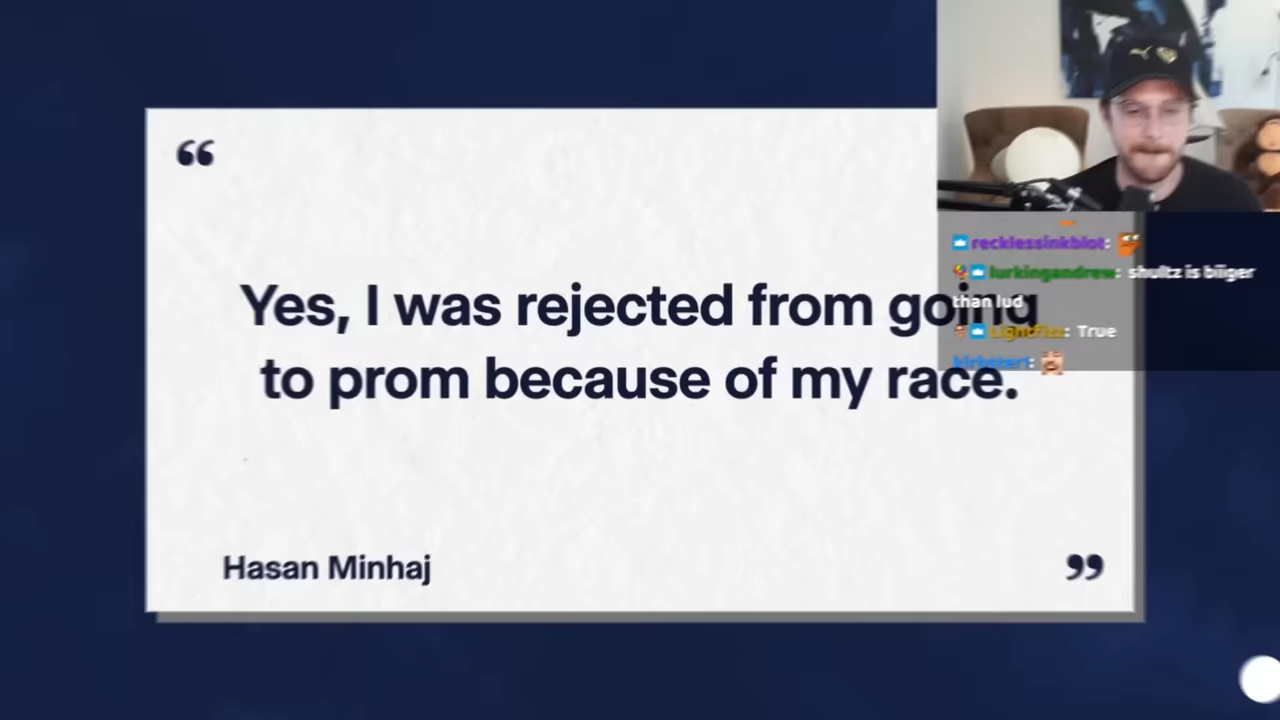 “
Yes, I was rejected from going
to prom because of my race.
Hasan Minhaj
”
recklessinkblot:
lurkingandrew: shultz is biiger
than lud
LightFizz: True